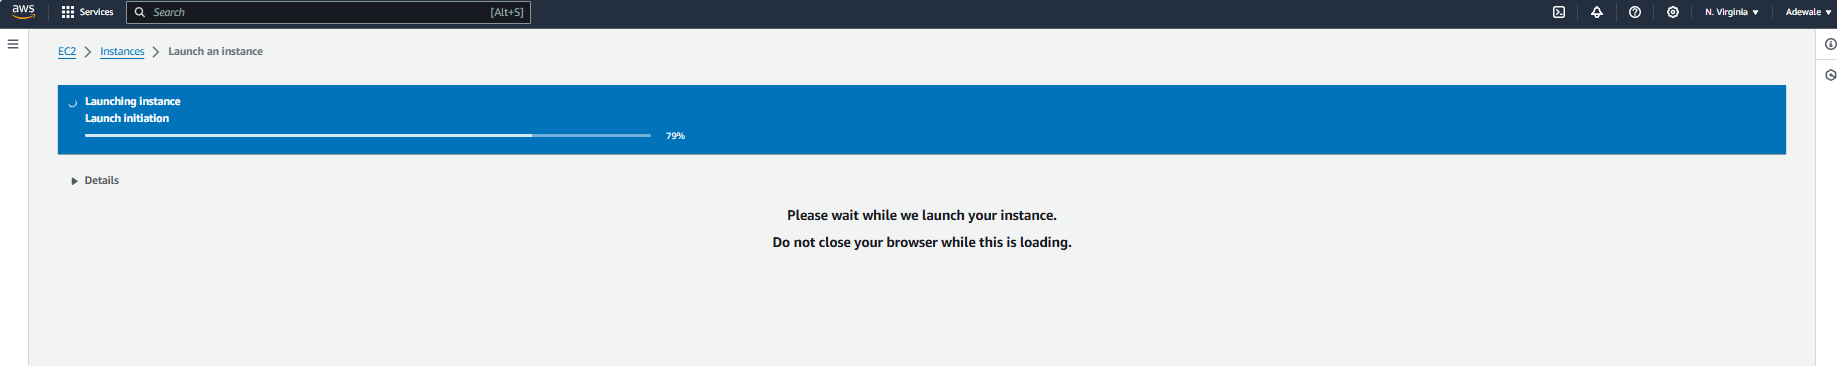 aws Services Search [Alt+S] N. Virginia Adewale
EC2 Instances Launch an instance
Launching instance
Launch initiation
79%
Details
Please wait while we launch your instance.
Do not close your browser while this is loading.